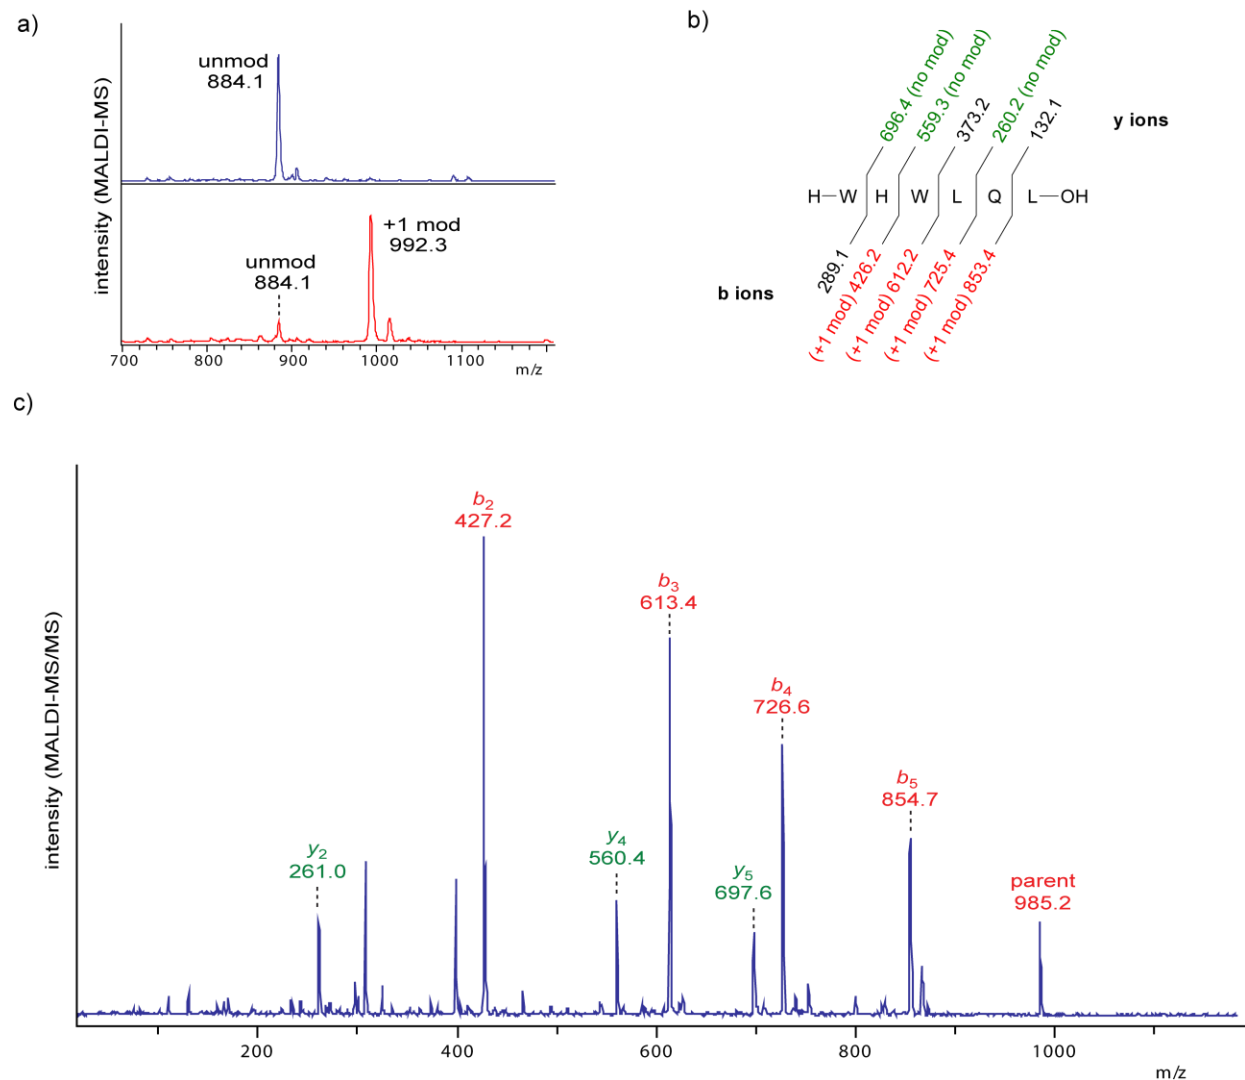 a)
intensity (MALDI-MS)
unmod
884.1
+1 mod
992.3
unmod
884.1
700 800 900 1000 1100
m/z
b)
696.4 (no mod)
559.3 (no mod)
373.2
260.2 (no mod)
132.1
y ions
H—W H W L Q L—OH
b ions
289.1
(+1 mod) 426.2
(+1 mod) 612.2
(+1 mod) 725.4
(+1 mod) 853.4
c)
intensity (MALDI-MS/MS)
b2
427.2
b3
613.4
b4
726.6
b5
854.7
y2
261.0
y4
560.4
y5
697.6
parent
985.2
200 400 600 800 1000
m/z